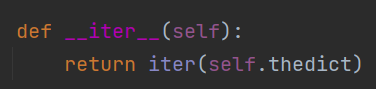 def __iter__(self):
    return iter(self.thedict)